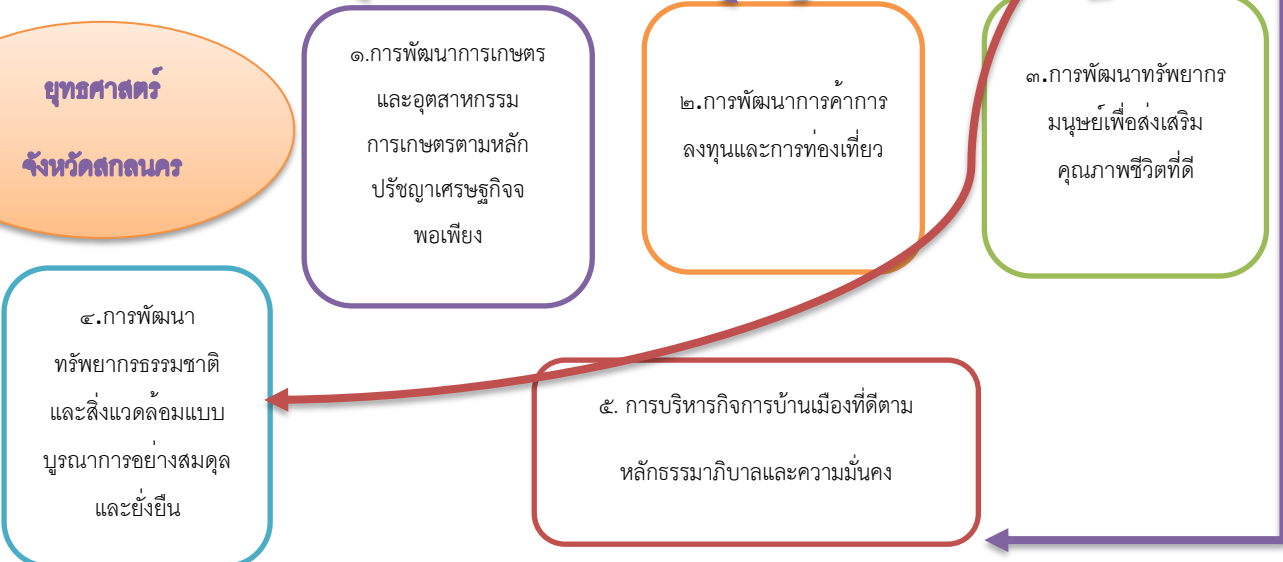 ยุทธศาสตร์
จังหวัดสกลนคร
๑.การพัฒนาการเกษตร
และอุตสาหกรรม
การเกษตรตามหลัก
ปรัชญาเศรษฐกิจจ
พอเพียง
๒.การพัฒนาการค้าการ
ลงทุนและการท่องเที่ยว
๓.การพัฒนาทรัพยากร
มนุษย์เพื่อส่งเสริม
คุณภาพชีวิตที่ดี
๔.การพัฒนา
ทรัพยากรธรรมชาติ
และสิ่งแวดล้อมแบบ
บูรณาการอย่างสมดุล
และยั่งยืน
๕. การบริหารกิจการบ้านเมืองที่ดีตาม
หลักธรรมาภิบาลและความมั่นคง